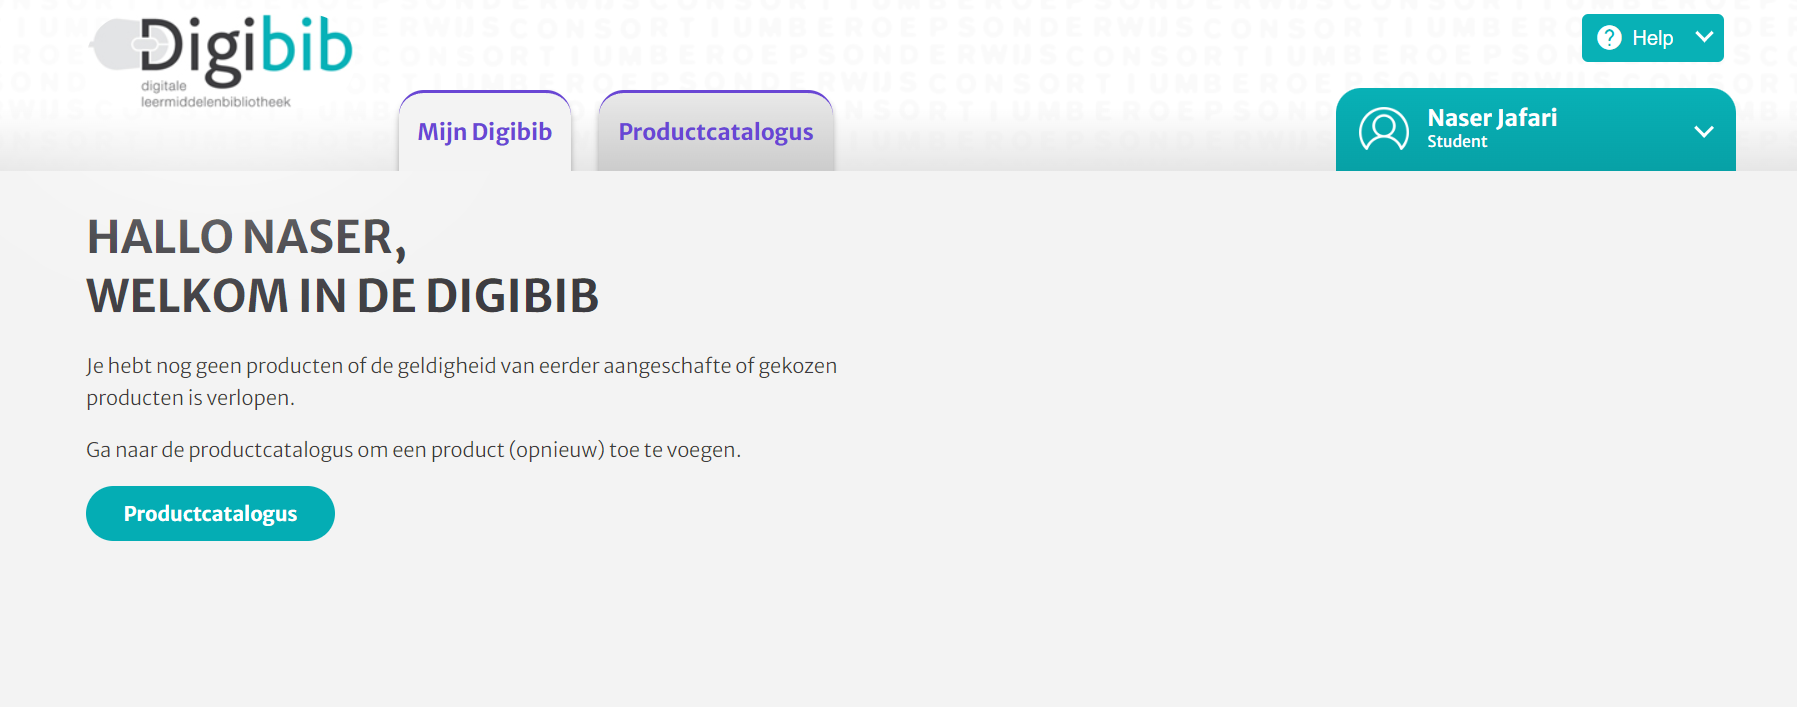 Digibib
digitale
leermiddelenbibliotheek
Help
Mijn Digibib
Productcatalogus
Naser Jafari
Student
HALLO NASER,
WELKOM IN DE DIGIBIB
Je hebt nog geen producten of de geldigheid van eerder aangeschafte of gekozen
producten is verlopen.
Ga naar de productcatalogus om een product (opnieuw) toe te voegen.
Productcatalogus